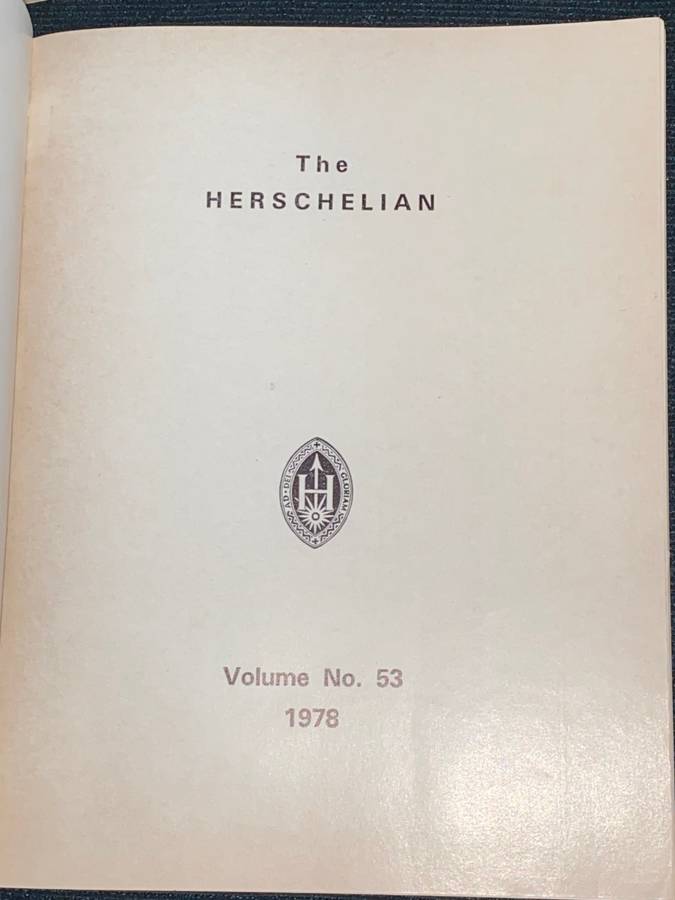 The
HERSCHELIAN
AD · DEI
GLORIAM
H
Volume No. 53
1978